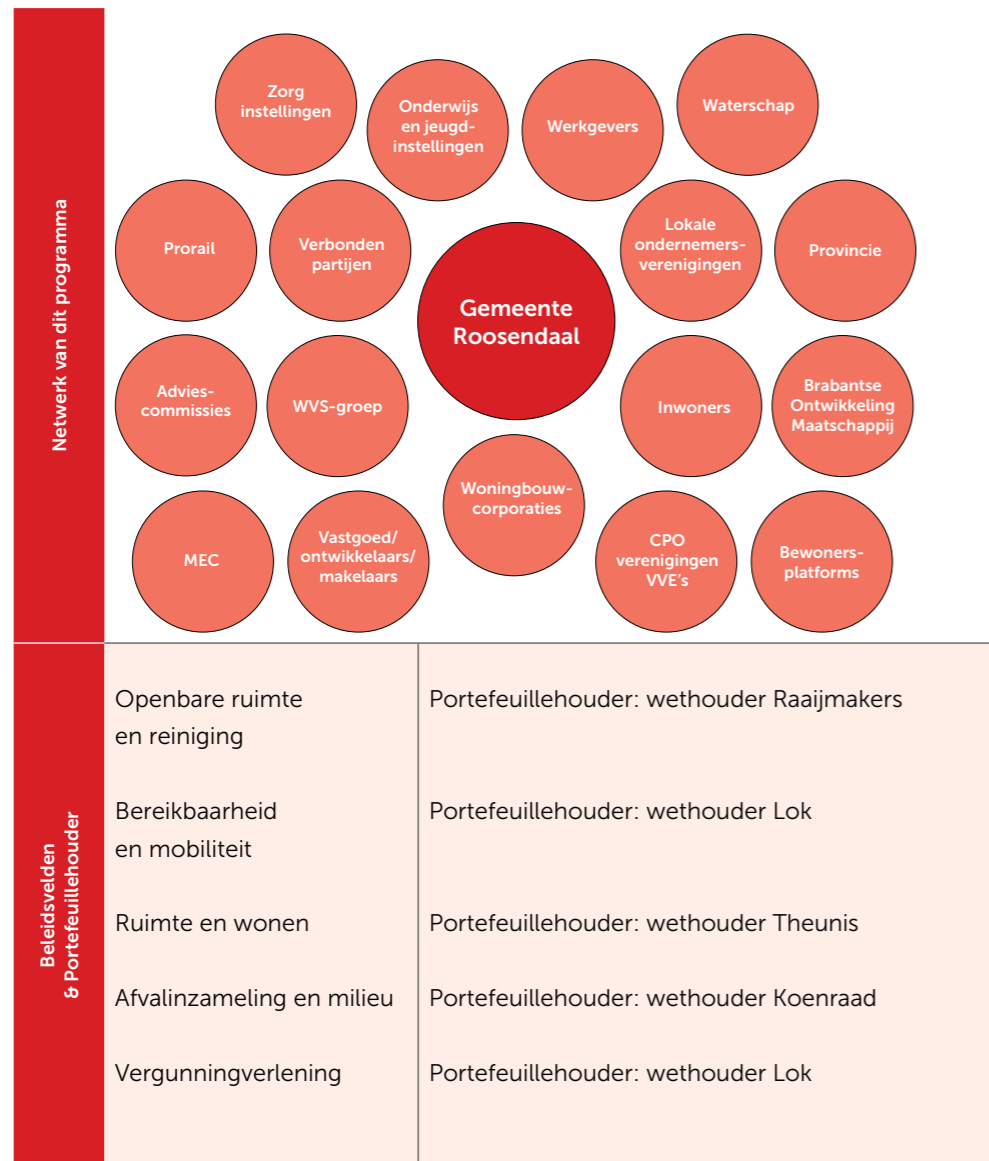 Netwerk van dit programma
Zorg
instellingen
Onderwijs
en jeugd-
instellingen
Werkgevers
Waterschap
Prorail
Verbonden
partijen
Gemeente
Roosendaal
Lokale
ondernemers-
verenigingen
Provincie
Advies-
commissies
WVS-groep
Inwoners
Brabantse
Ontwikkeling
Maatschappij
MEC
Vastgoed/
ontwikkelaars/
makelaars
Woningbouw-
corporaties
CPO
verenigingen
VVE's
Bewoners-
platforms
Beleidsvelden
& Portefeuillehouder
Openbare ruimte
en reiniging
Portefeuillehouder: wethouder Raaijmakers
Bereikbaarheid
en mobiliteit
Portefeuillehouder: wethouder Lok
Ruimte en wonen
Portefeuillehouder: wethouder Theunis
Afvalinzameling en milieu
Portefeuillehouder: wethouder Koenraad
Vergunningverlening
Portefeuillehouder: wethouder Lok